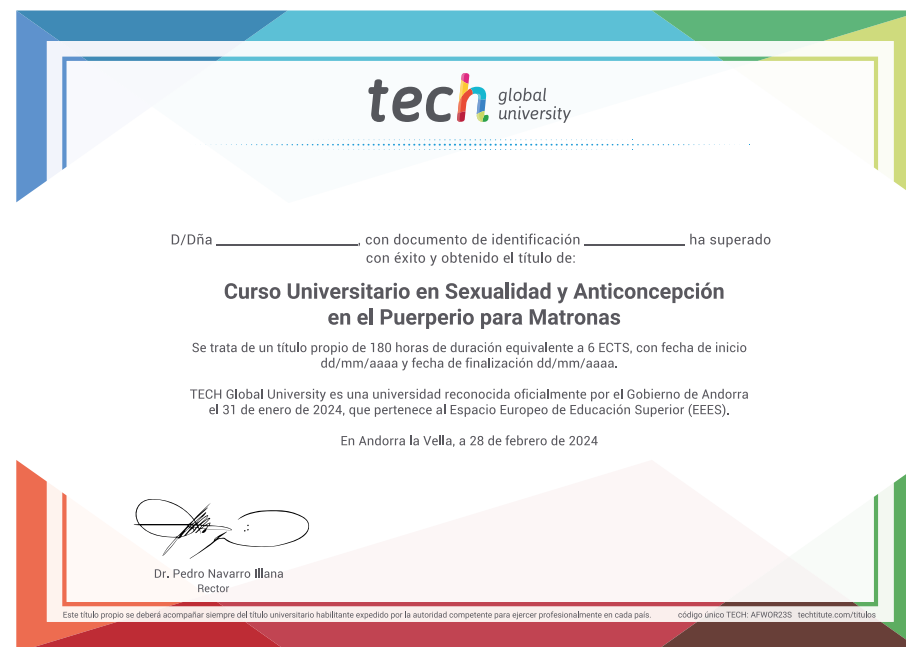 tech global university
D/Dña ____________________, con documento de identificación ______________ ha superado
con éxito y obtenido el título de:
Curso Universitario en Sexualidad y Anticoncepción
en el Puerperio para Matronas
Se trata de un título propio de 180 horas de duración equivalente a 6 ECTS, con fecha de inicio
dd/mm/aaaa y fecha de finalización dd/mm/aaaa.
TECH Global University es una universidad reconocida oficialmente por el Gobierno de Andorra
el 31 de enero de 2024, que pertenece al Espacio Europeo de Educación Superior (EEES).
En Andorra la Vella, a 28 de febrero de 2024
Dr. Pedro Navarro Illana
Rector
Este título propio se deberá acompañar siempre del título universitario habilitante expedido por la autoridad competente para ejercer profesionalmente en cada país. código único TECH: AFWOR23S techtitute.com/titulos